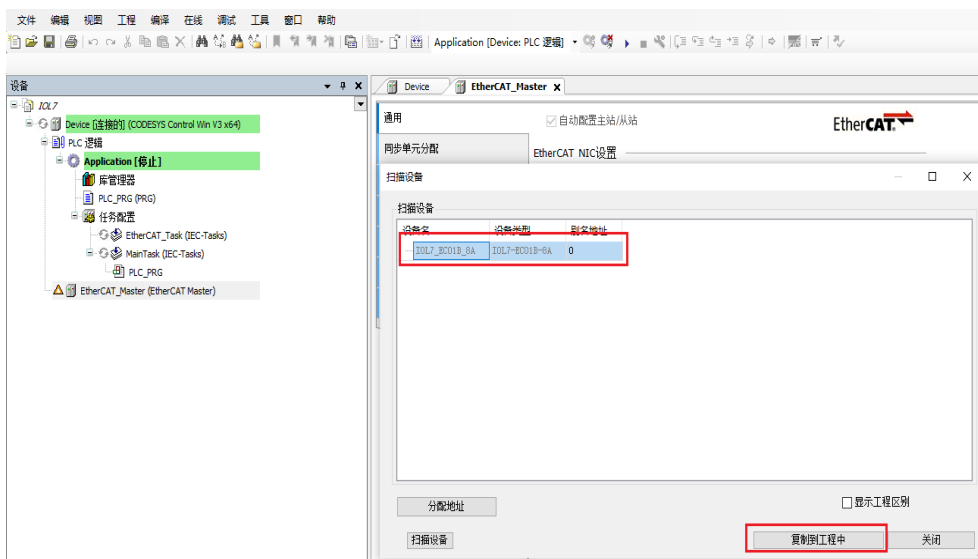 文件 编辑 视图 工程 编译 在线 调试 工具 窗口 帮助
Application [Device: PLC 逻辑]
设备
Device
EtherCAT_Master
IOL7
Device [连接的] (CODESYS Control Win V3 x64)
PLC 逻辑
Application [停止]
库管理器
PLC_PRG (PRG)
任务配置
EtherCAT_Task (IEC-Tasks)
MainTask (IEC-Tasks)
PLC_PRG
EtherCAT_Master (EtherCAT Master)
通用
自动配置主站/从站
EtherCAT
同步单元分配
EtherCAT NIC设置
扫描设备
扫描设备
设备名 设备类型 别名地址
IOL7_EC01B_8A IOL7-EC01B-8A 0
分配地址
显示工程区别
扫描设备
复制到工程中
关闭